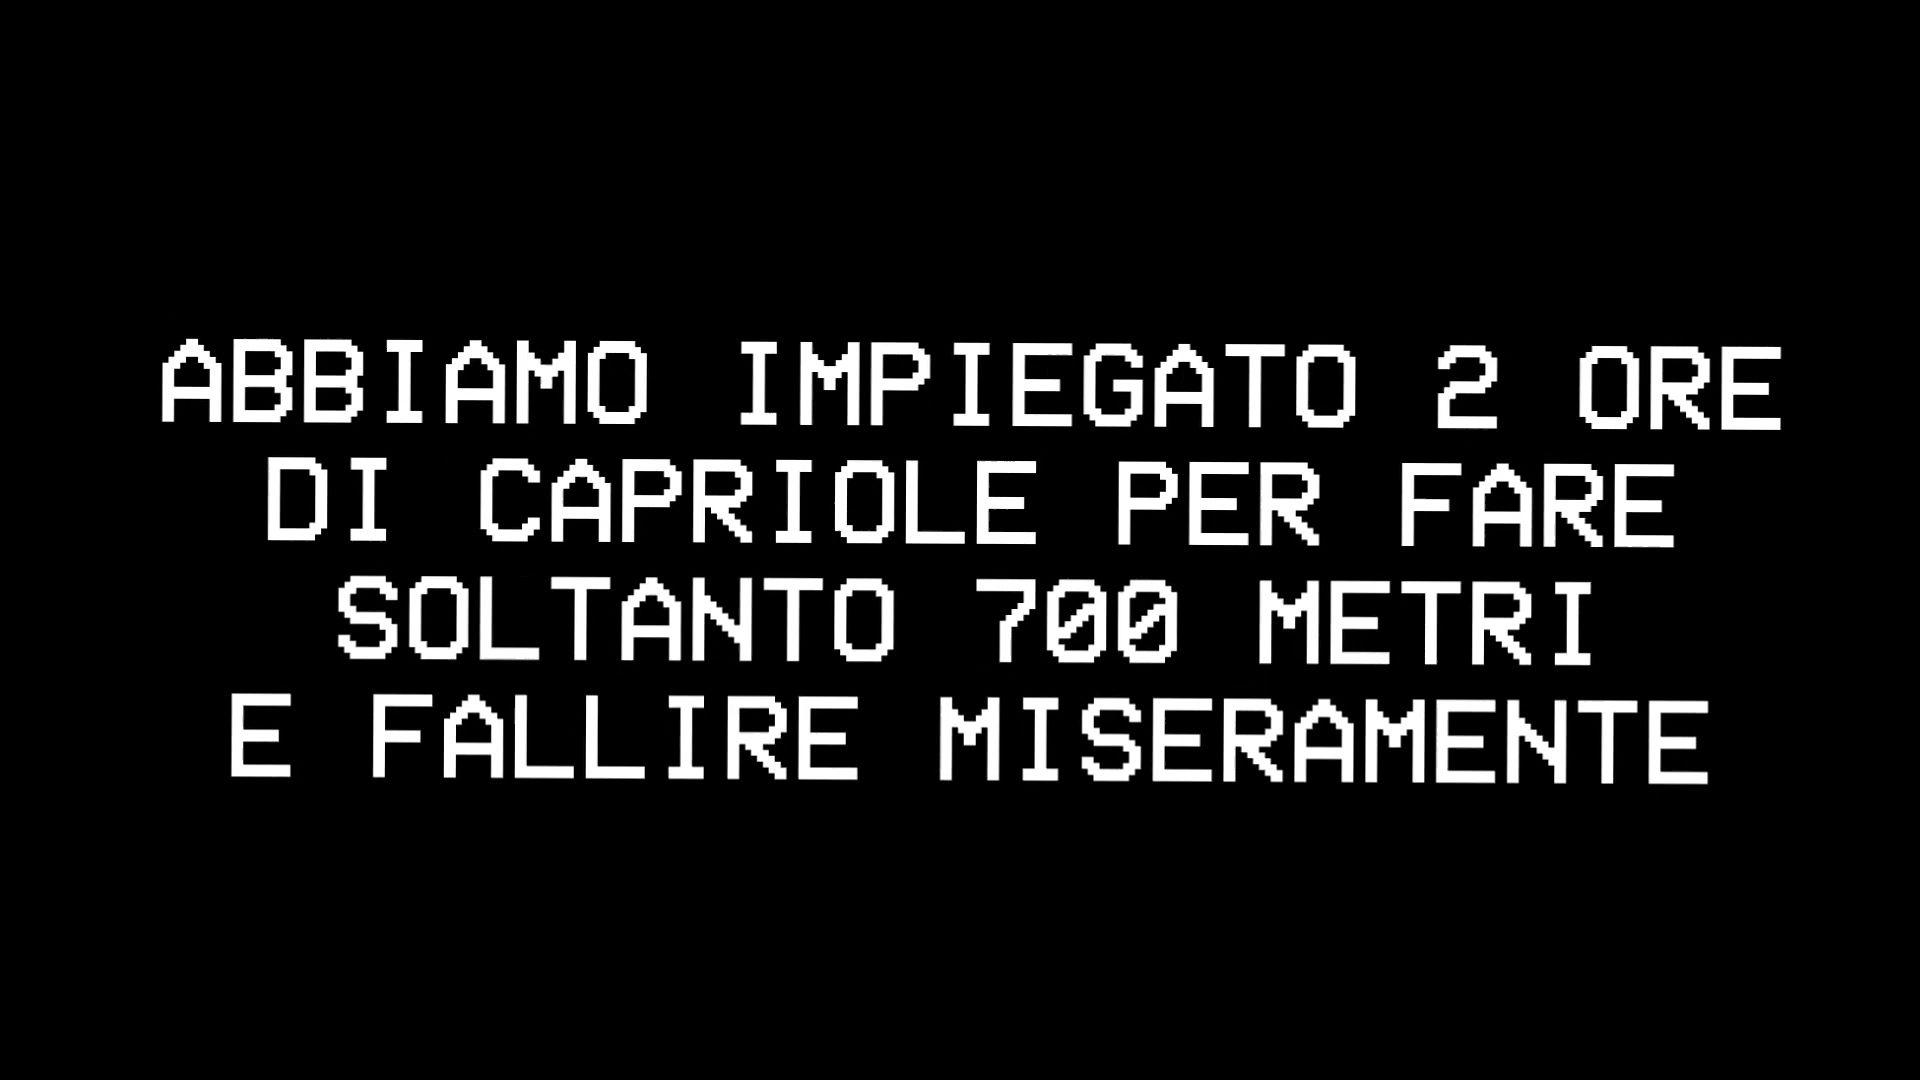 ABBIAMO IMPIEGATO 2 ORE
DI CAPRIOLE PER FARE
SOLTANTO 700 METRI
E FALLIRE MISERAMENTE